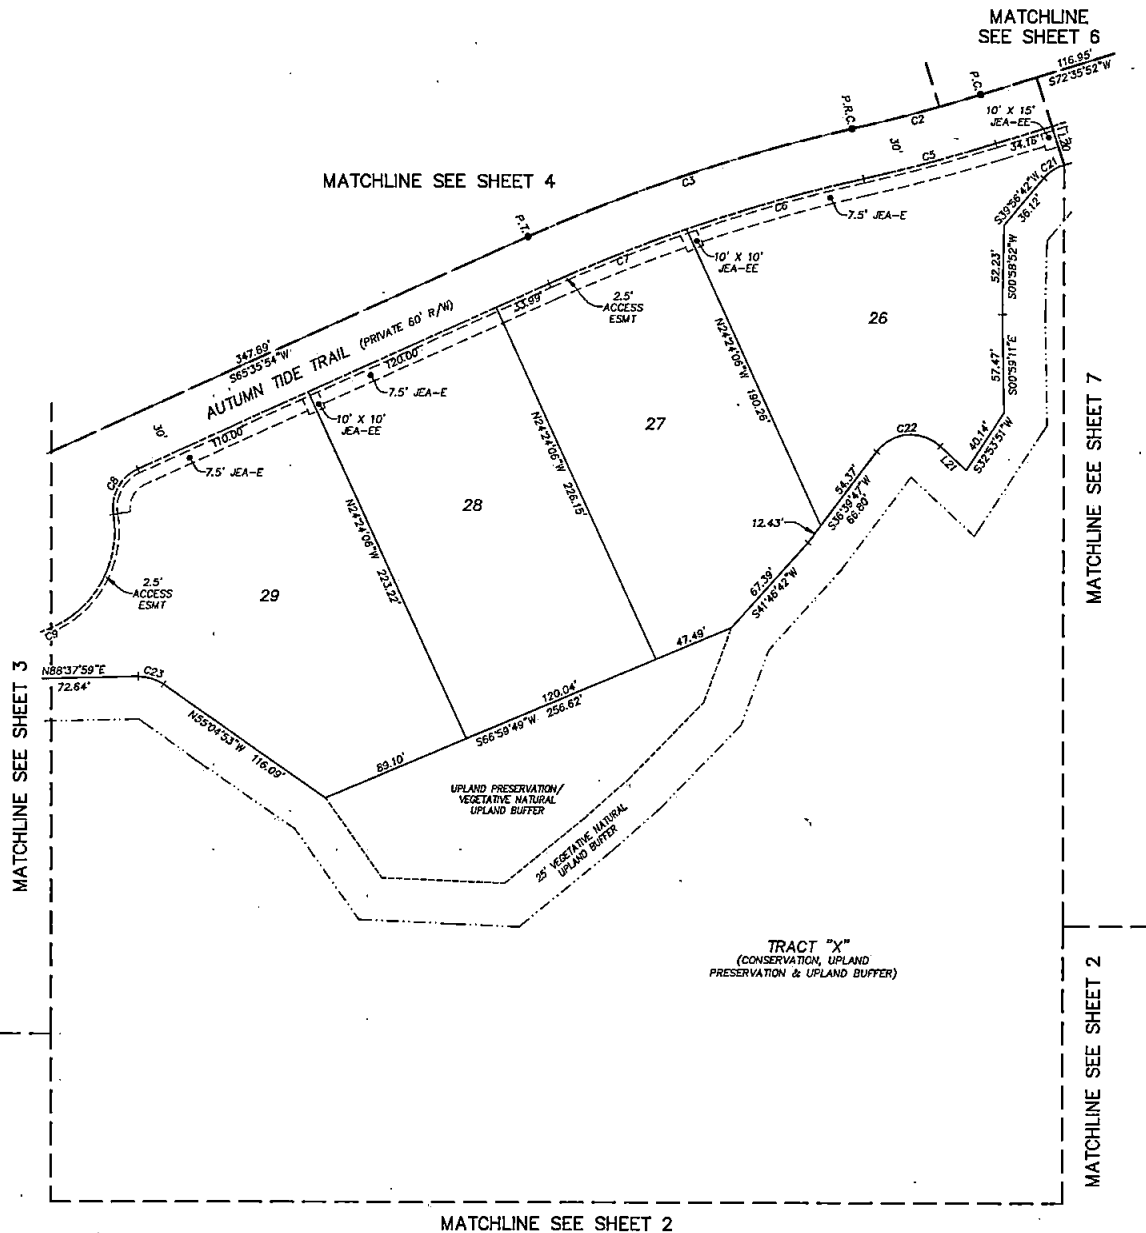 MATCHLINE
SEE SHEET 6
116.95'
S72°35'52"W
P.C.
P.R.C.
C2
10' X 15'
JEA-EE
30'
C5
34.16'
L30
C21
MATCHLINE SEE SHEET 4
C3
S39°56'42"W
36.12'
P.T.
C6
7.5' JEA-E
C7
10' X 10'
JEA-EE
52.23'
S00°58'52"W
33.99'
2.5'
ACCESS
ESMT
26
347.69'
S65°35'54"W
AUTUMN TIDE TRAIL (PRIVATE 60' R/W)
120.00'
N24°24'06"W 190.26'
57.47'
S00°59'11"E
7.5' JEA-E
10' X 10'
JEA-EE
30'
110.00'
7.5' JEA-E
27
C22
L21
40.14'
S32°53'51"W
MATCHLINE SEE SHEET 7
C8
N24°24'06"W 226.15'
28
N24°24'06"W 223.22'
54.37'
S36°39'47"W
66.80'
12.43'
2.5'
ACCESS
ESMT
29
67.39'
S41°46'42"W
C9
47.49'
N88°37'59"E
72.64'
C23
N55°04'53"W 116.09'
120.04'
S66°59'49"W 256.62'
89.10'
MATCHLINE SEE SHEET 3
UPLAND PRESERVATION/
VEGETATIVE NATURAL
UPLAND BUFFER
25' VEGETATIVE NATURAL
UPLAND BUFFER
TRACT "X"
(CONSERVATION, UPLAND
PRESERVATION & UPLAND BUFFER)
MATCHLINE SEE SHEET 2
MATCHLINE SEE SHEET 2